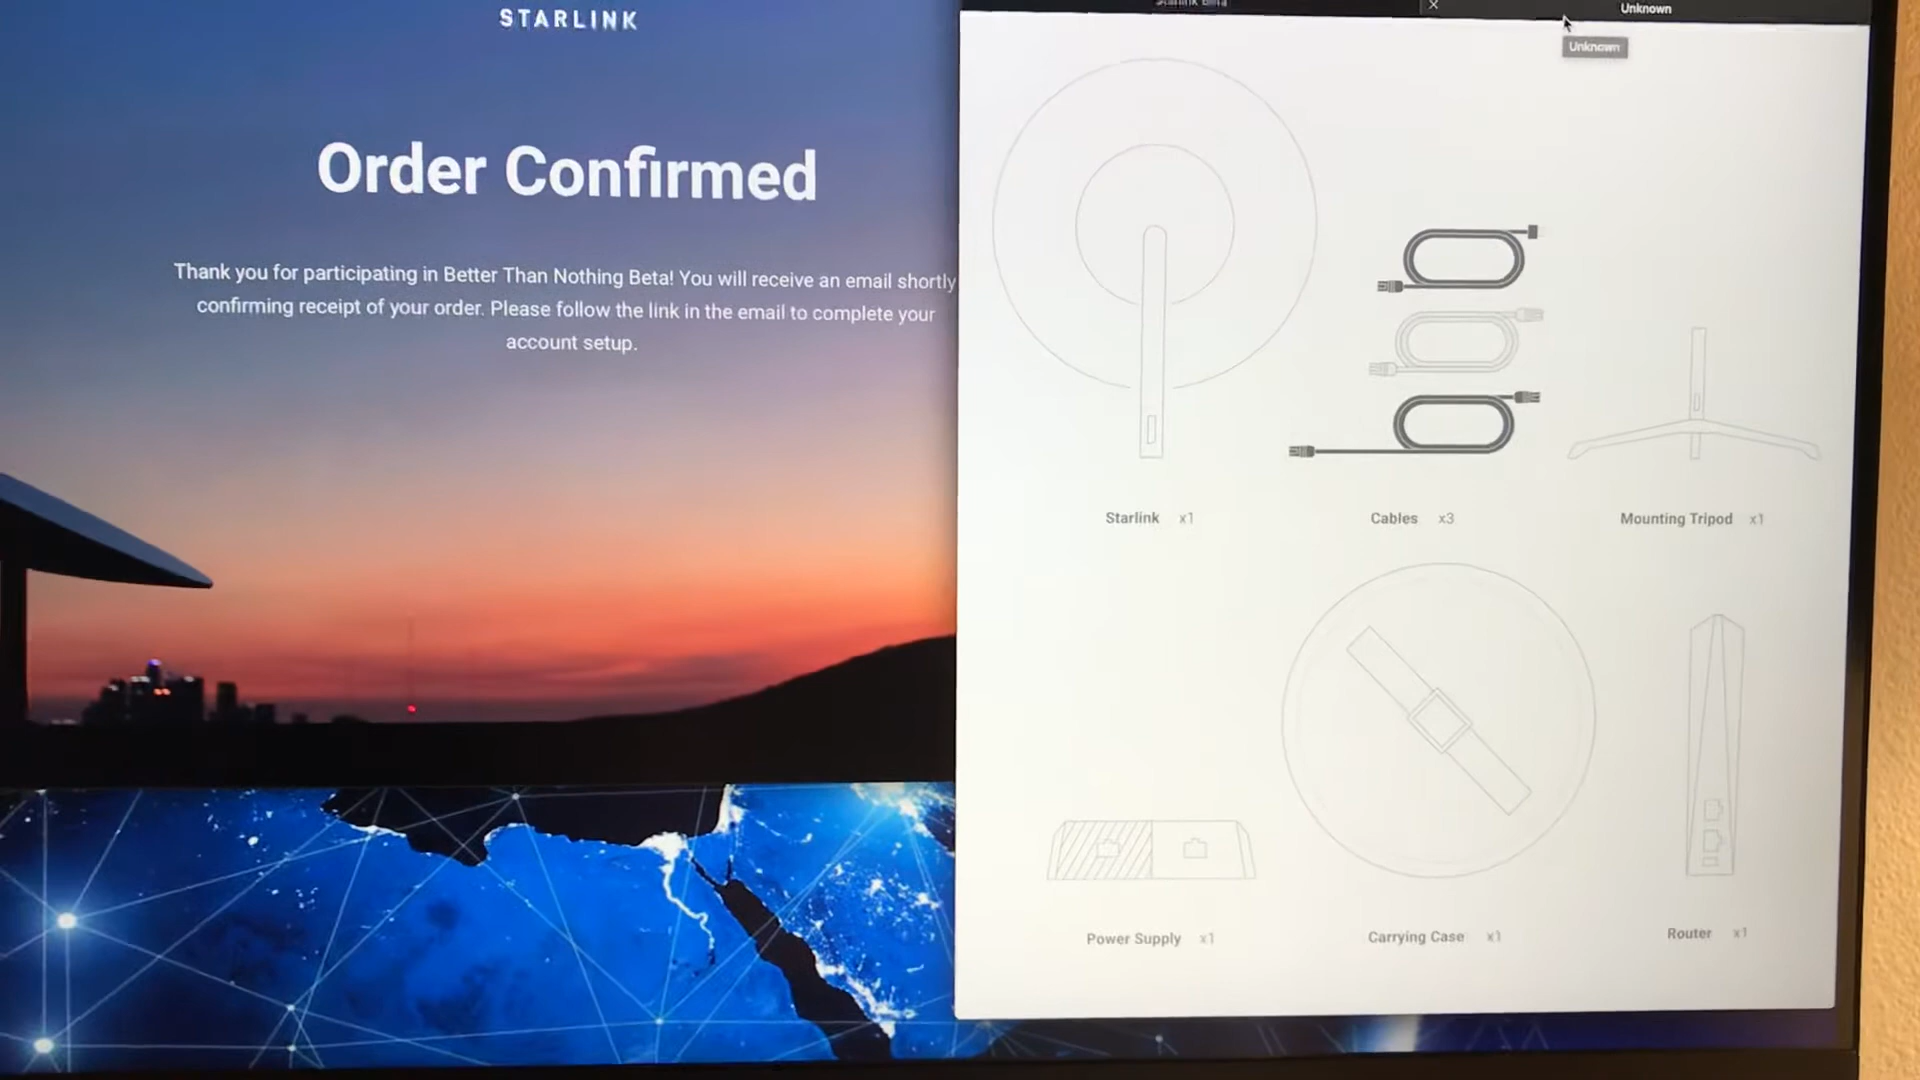 STARLINK
Order Confirmed
Thank you for participating in Better Than Nothing Beta! You will receive an email shortly
confirming receipt of your order. Please follow the link in the email to complete your
account setup.
Starlink Beta
Unknown
Unknown
Starlink x1
Cables x3
Mounting Tripod x1
Power Supply x1
Carrying Case x1
Router x1